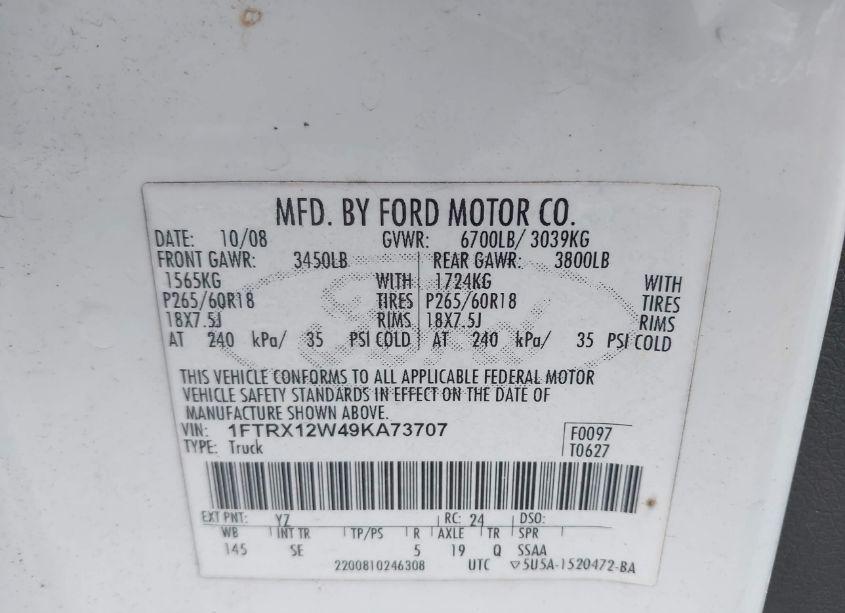 MFD. BY FORD MOTOR CO.
DATE: 10/08 GVWR: 6700LB/ 3039KG
FRONT GAWR: 3450LB REAR GAWR: 3800LB
1565KG WITH 1724KG WITH
P265/60R18 TIRES P265/60R18 TIRES
18X7.5J RIMS 18X7.5J RIMS
AT 240 kPa/ 35 PSI COLD AT 240 kPa/ 35 PSI COLD
THIS VEHICLE CONFORMS TO ALL APPLICABLE FEDERAL MOTOR
VEHICLE SAFETY STANDARDS IN EFFECT ON THE DATE OF
MANUFACTURE SHOWN ABOVE.
VIN: 1FTRX12W49KA73707 F0097
TYPE: Truck T0627
EXT PNT: YZ RC: 24 DSO:
WB INT TR TP/PS R AXLE TR SPR
145 SE 5 19 Q SSAA
2200810246308 UTC ▽5U5A-1520472-BA